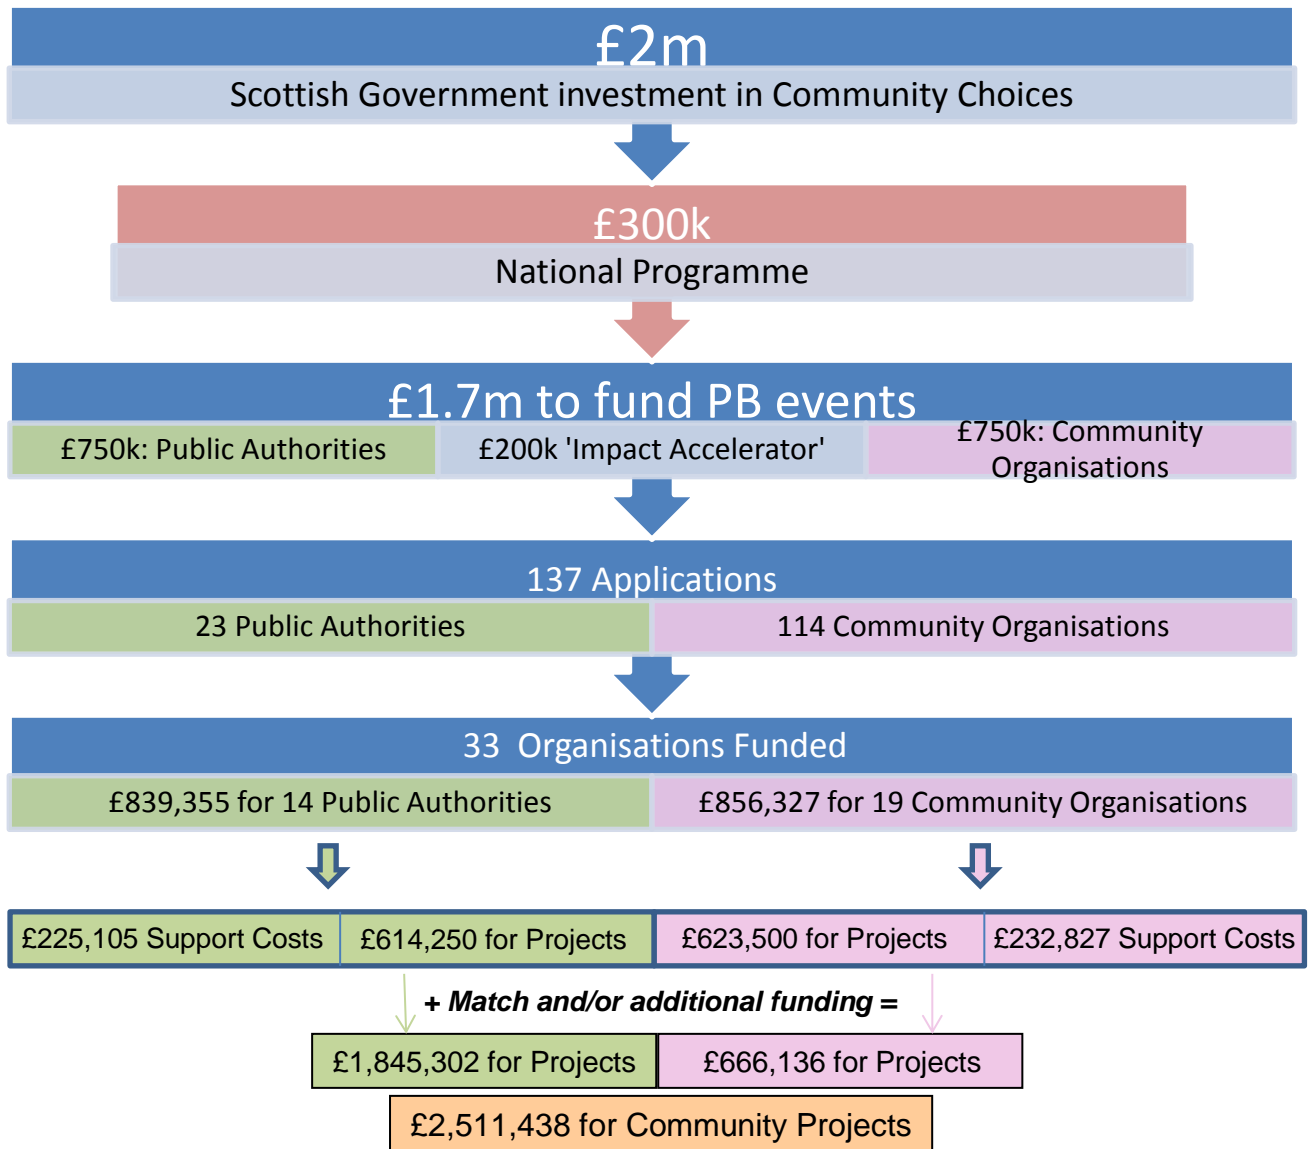 £2m
Scottish Government investment in Community Choices
£300k
National Programme
£1.7m to fund PB events
£750k: Public Authorities
£200k 'Impact Accelerator'
£750k: Community
Organisations
137 Applications
23 Public Authorities
114 Community Organisations
33 Organisations Funded
£839,355 for 14 Public Authorities
£856,327 for 19 Community Organisations
£225,105 Support Costs
£614,250 for Projects
£623,500 for Projects
£232,827 Support Costs
+ Match and/or additional funding =
£1,845,302 for Projects
£666,136 for Projects
£2,511,438 for Community Projects